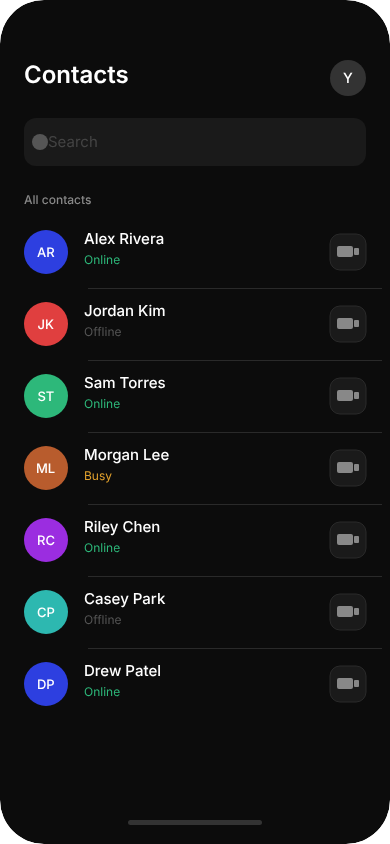 Contacts
Y
Search
All contacts
AR
Alex Rivera
Online
JK
Jordan Kim
Offline
ST
Sam Torres
Online
ML
Morgan Lee
Busy
RC
Riley Chen
Online
CP
Casey Park
Offline
DP
Drew Patel
Online